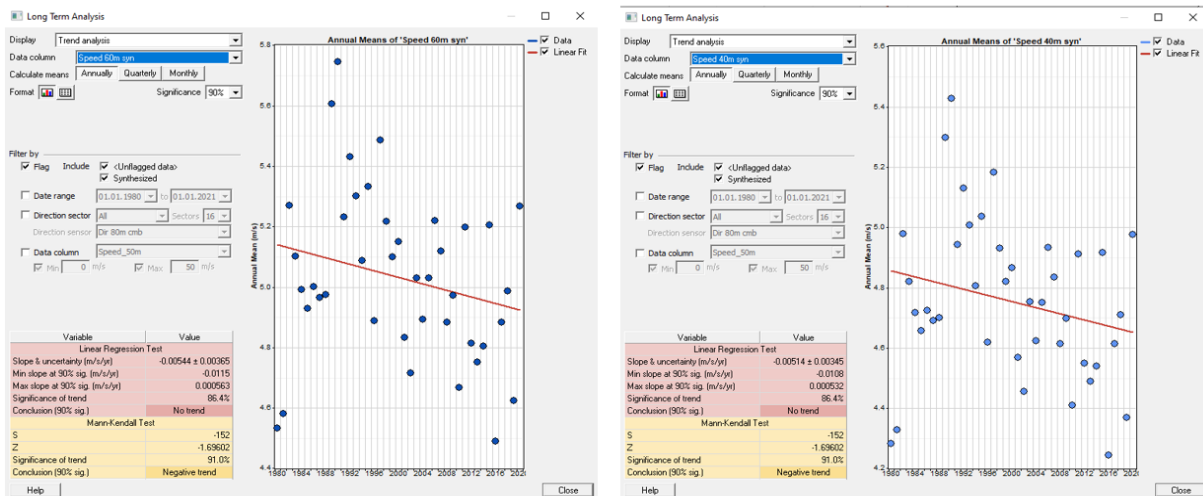 Long Term Analysis
Display Trend analysis
Data column Speed 60m syn
Calculate means Annually Quarterly Monthly
Format Significance 90%
Filter by
Flag Include <Unflagged data>
Synthesized
Date range 01.01.1980 to 01.01.2021
Direction sector All Sectors 16
Direction sensor Dir 80m cmb
Data column Speed_50m
Min 0 m/s Max 50 m/s
Variable Value
Linear Regression Test
Slope & uncertainty (m/s/yr) -0.00544 ± 0.00365
Min slope at 90% sig. (m/s/yr) -0.0115
Max slope at 90% sig. (m/s/yr) 0.000563
Significance of trend 86.4%
Conclusion (90% sig.) No trend
Mann-Kendall Test
S -152
Z -1.69602
Significance of trend 91.0%
Conclusion (90% sig.) Negative trend
Help
Close
Annual Means of 'Speed 60m syn'
Data
Linear Fit
Annual Mean (m/s)
5.8
5.6
5.4
5.2
5.0
4.8
4.6
4.4
1980 1984 1988 1992 1996 2000 2004 2008 2012 2016 202
Long Term Analysis
Display Trend analysis
Data column Speed 40m syn
Calculate means Annually Quarterly Monthly
Format Significance 90%
Filter by
Flag Include <Unflagged data>
Synthesized
Date range 01.01.1980 to 01.01.2021
Direction sector All Sectors 16
Direction sensor Dir 80m cmb
Data column Speed_50m
Min 0 m/s Max 50 m/s
Variable Value
Linear Regression Test
Slope & uncertainty (m/s/yr) -0.00514 ± 0.00345
Min slope at 90% sig. (m/s/yr) -0.0108
Max slope at 90% sig. (m/s/yr) 0.000532
Significance of trend 86.4%
Conclusion (90% sig.) No trend
Mann-Kendall Test
S -152
Z -1.69602
Significance of trend 91.0%
Conclusion (90% sig.) Negative trend
Help
Close
Annual Means of 'Speed 40m syn'
Data
Linear Fit
Annual Mean (m/s)
5.6
5.4
5.2
5.0
4.8
4.6
4.4
4.2
1980 1984 1988 1992 1996 2000 2004 2008 2012 2016 202